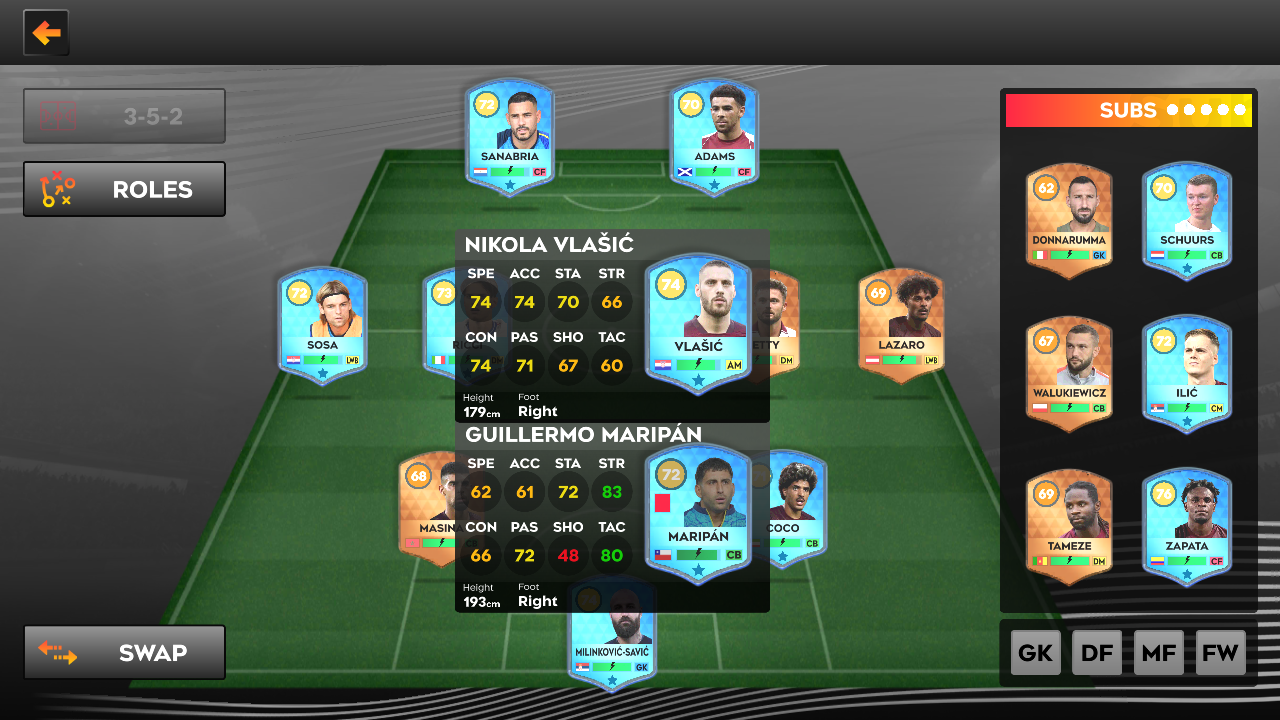 3-5-2
ROLES
SWAP
72
SANABRIA
CF
70
ADAMS
CF
72
SOSA
LWB
73
69
LAZARO
LWB
NIKOLA VLAŠIĆ
SPE ACC STA STR
74 74 70 66
CON PAS SHO TAC
74 71 67 60
Height Foot
179cm Right
74
VLAŠIĆ
AM
ETTY
DM
GUILLERMO MARIPÁN
SPE ACC STA STR
62 61 72 83
CON PAS SHO TAC
66 72 48 80
Height Foot
193cm Right
72
MARIPÁN
CB
68
MASINA
COCO
CB
MILINKOVIĆ-SAVIĆ
GK
SUBS
62
DONNARUMMA
GK
70
SCHUURS
CB
67
WALUKIEWICZ
CB
72
ILIĆ
CM
69
TAMEZE
DM
76
ZAPATA
CF
GK DF MF FW